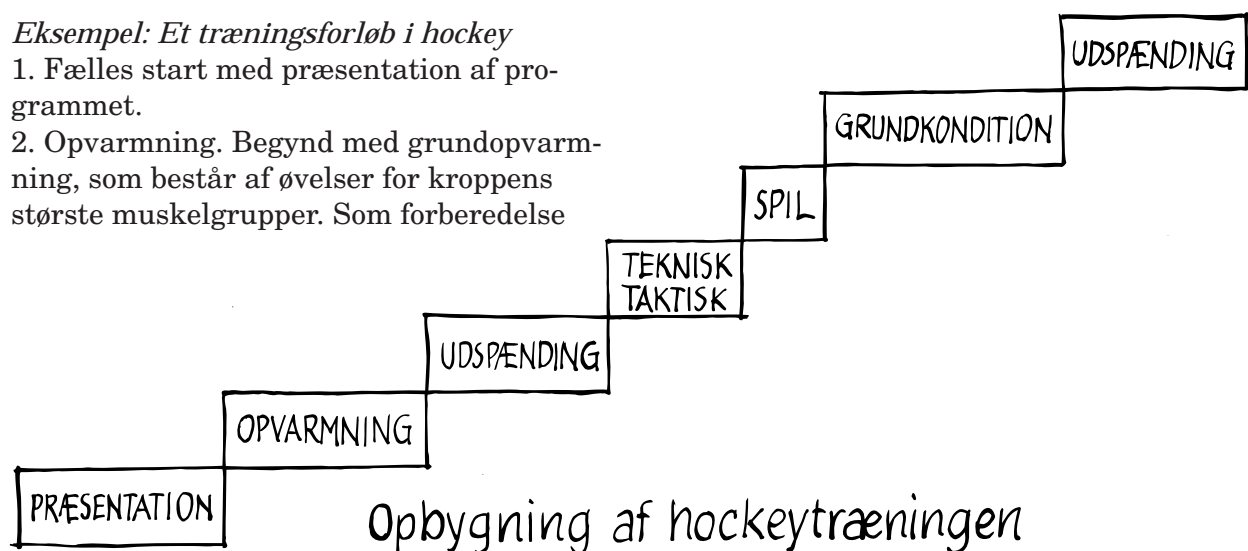 Eksempel: Et træningsforløb i hockey
1. Fælles start med præsentation af pro-
grammet.
2. Opvarmning. Begynd med grundopvarm-
ning, som består af øvelser for kroppens
største muskelgrupper. Som forberedelse
UDSPÆNDING
GRUNDKONDITION
SPIL
TEKNISK
TAKTISK
UDSPÆNDING
OPVARMNING
PRÆSENTATION
Opbygning af hockeytræningen